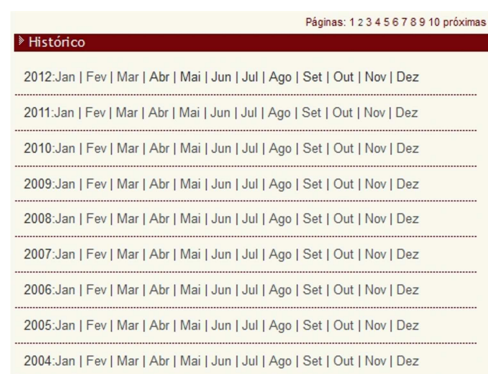 Páginas: 1 2 3 4 5 6 7 8 9 10 próximas
Histórico
2012:Jan | Fev | Mar | Abr | Mai | Jun | Jul | Ago | Set | Out | Nov | Dez
2011:Jan | Fev | Mar | Abr | Mai | Jun | Jul | Ago | Set | Out | Nov | Dez
2010:Jan | Fev | Mar | Abr | Mai | Jun | Jul | Ago | Set | Out | Nov | Dez
2009:Jan | Fev | Mar | Abr | Mai | Jun | Jul | Ago | Set | Out | Nov | Dez
2008:Jan | Fev | Mar | Abr | Mai | Jun | Jul | Ago | Set | Out | Nov | Dez
2007:Jan | Fev | Mar | Abr | Mai | Jun | Jul | Ago | Set | Out | Nov | Dez
2006:Jan | Fev | Mar | Abr | Mai | Jun | Jul | Ago | Set | Out | Nov | Dez
2005:Jan | Fev | Mar | Abr | Mai | Jun | Jul | Ago | Set | Out | Nov | Dez
2004:Jan | Fev | Mar | Abr | Mai | Jun | Jul | Ago | Set | Out | Nov | Dez